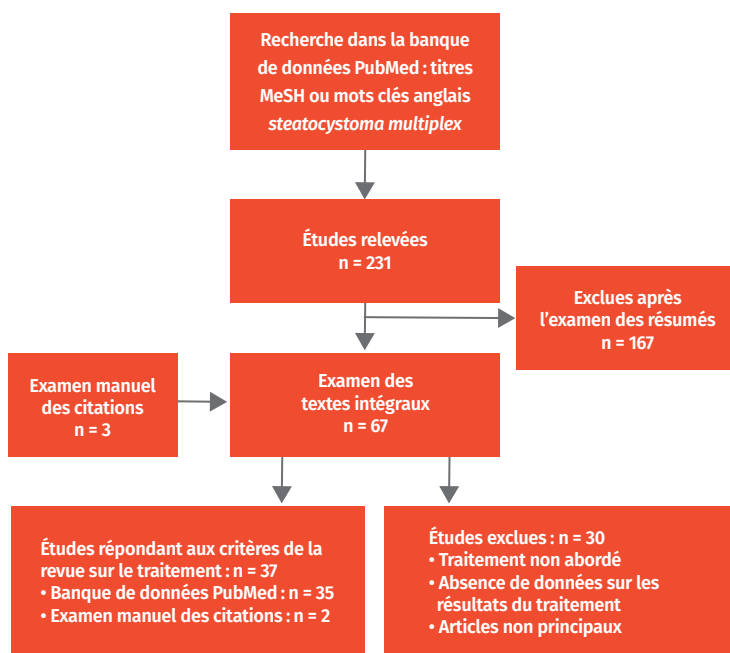 Recherche dans la banque
de données PubMed : titres
MeSH ou mots clés anglais
steatocystoma multiplex
Études relevées
n = 231
Exclues après
l'examen des résumés
n = 167
Examen manuel
des citations
n = 3
Examen des
textes intégraux
n = 67
Études répondant aux critères de la
revue sur le traitement : n = 37
• Banque de données PubMed : n = 35
• Examen manuel des citations : n = 2
Études exclues : n = 30
• Traitement non abordé
• Absence de données sur les
résultats du traitement
• Articles non principaux